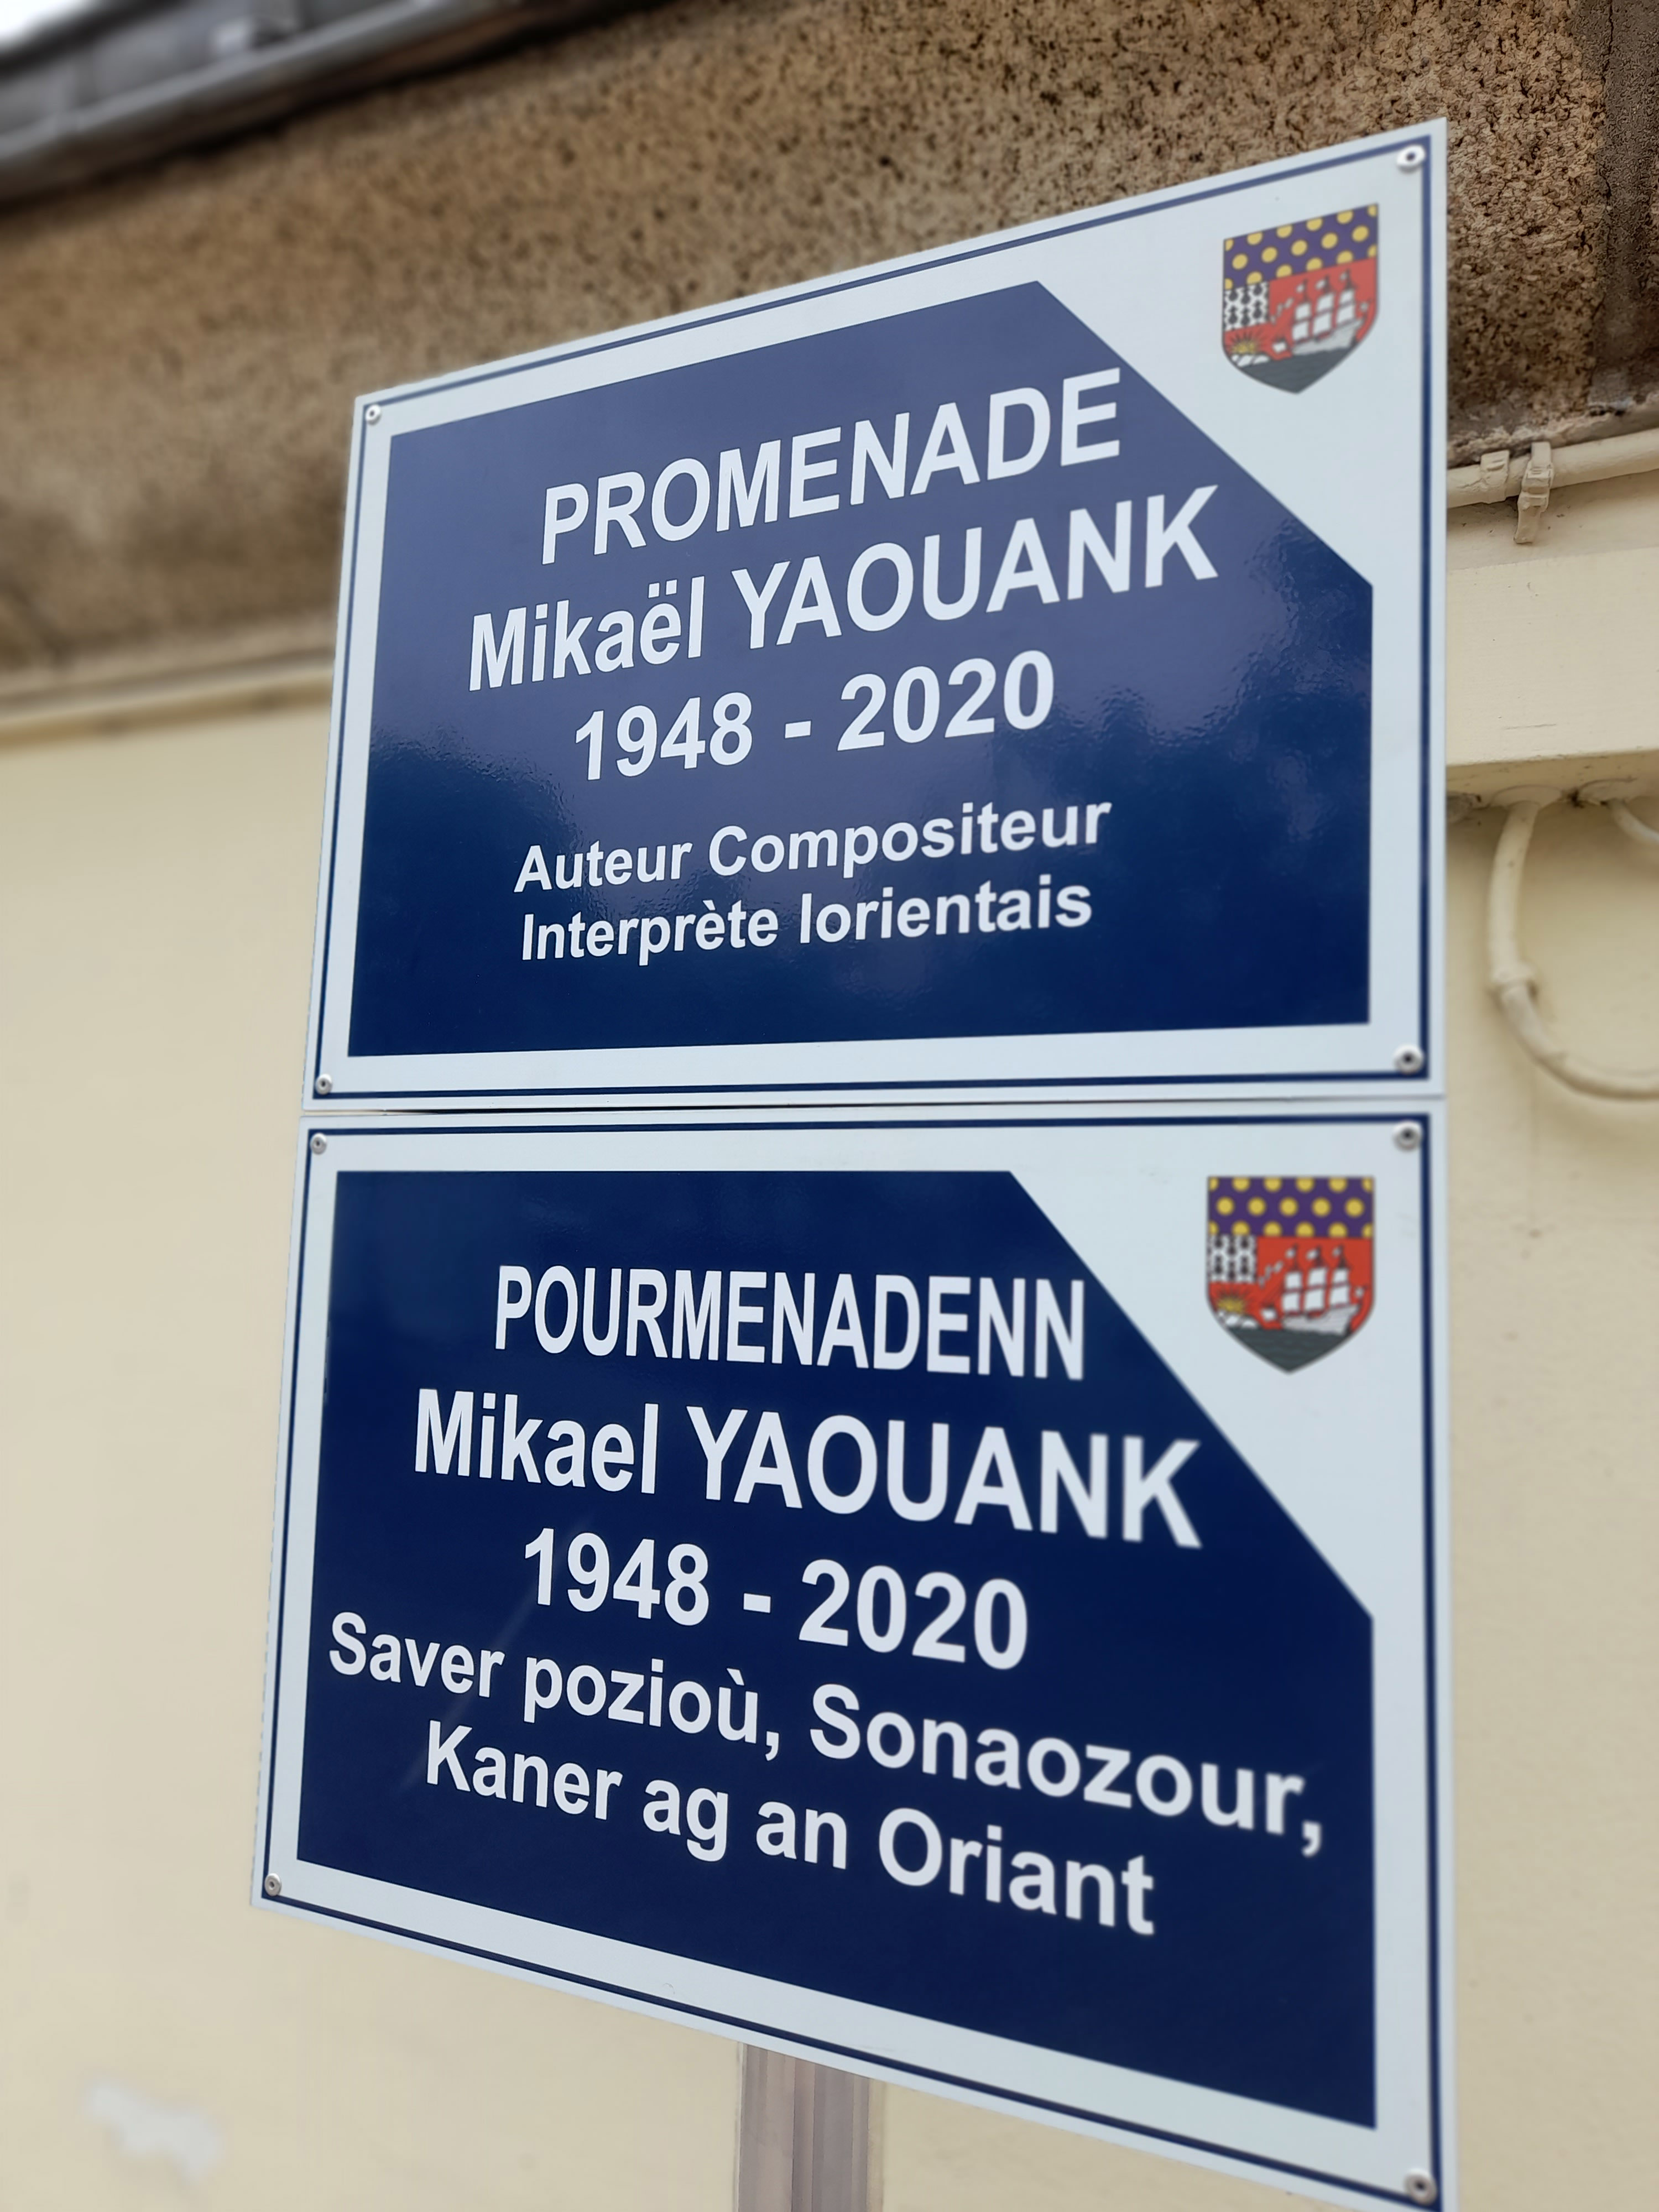 PROMENADE
Mikaël YAOUANK
1948 - 2020
Auteur Compositeur
Interprète lorientais
POURMENADENN
Mikael YAOUANK
1948 - 2020
Saver pozioù, Sonaozour,
Kaner ag an Oriant